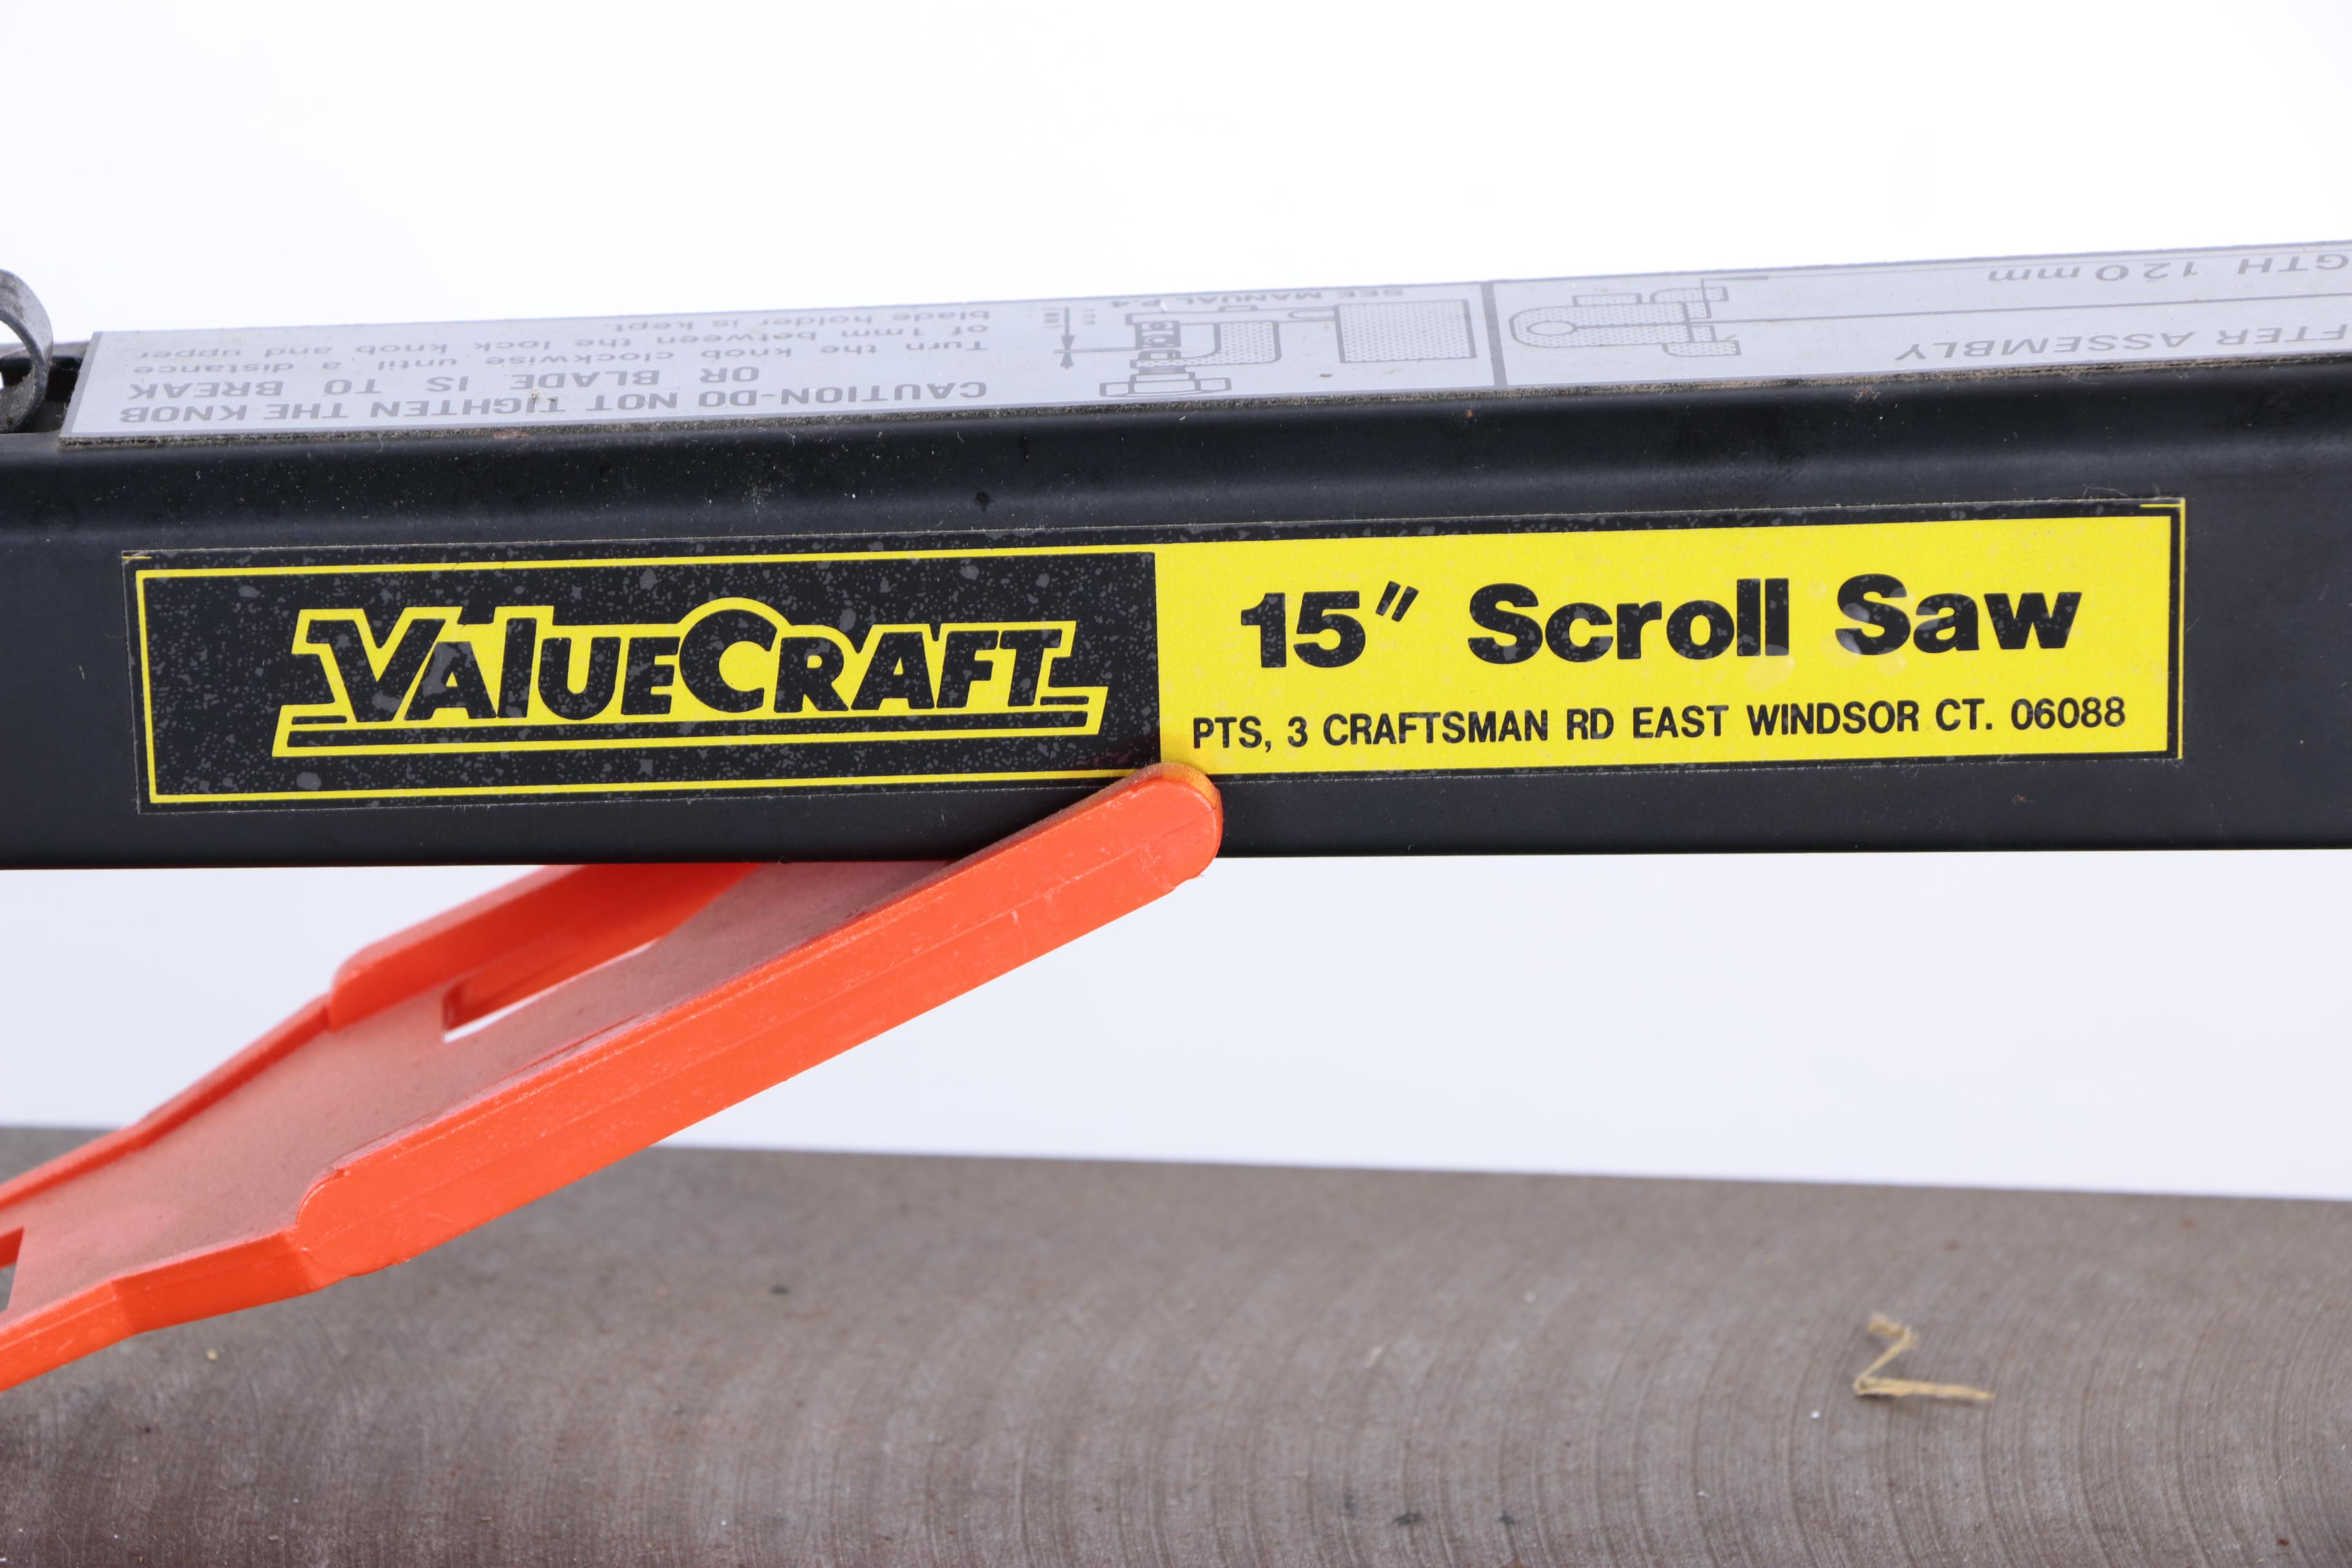 VALUECRAFT
15" Scroll Saw
PTS, 3 CRAFTSMAN RD EAST WINDSOR CT. 06088
CAUTION-DO NOT TIGHTEN THE KNOB
OR BLADE IS TO BREAK
Turn the knob clockwise until a distance
of 1mm between the lock knob and upper
blade holder is kept.
SEE MANUAL P.4
FTER ASSEMBLY
GTH 120mm